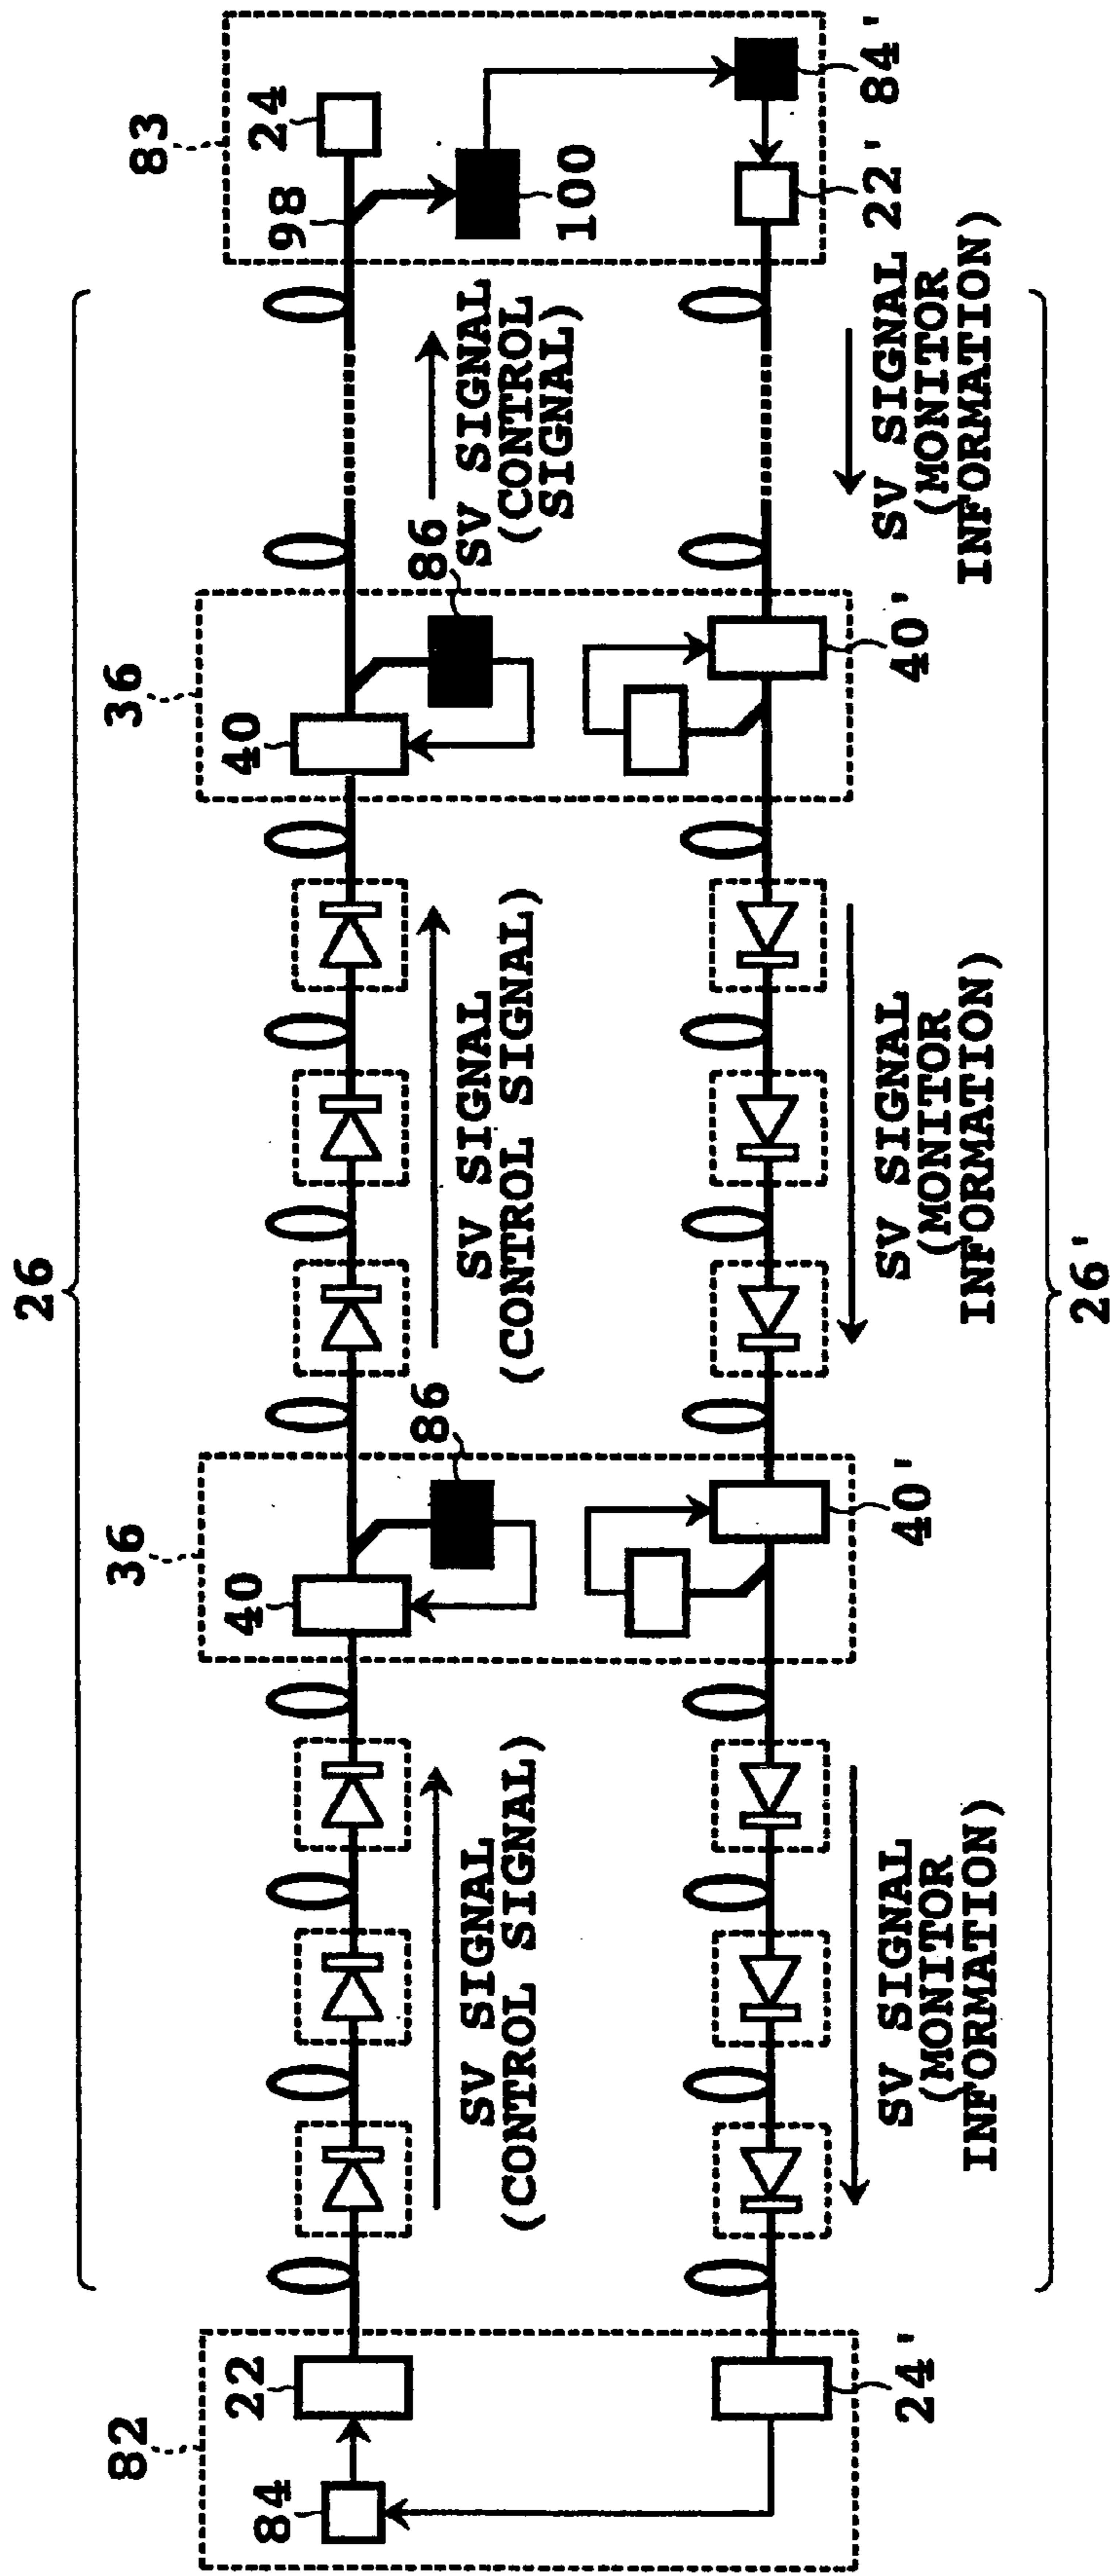 26
82
84
22
36
40
86
36
40
86
83
98
24
100
SV SIGNAL
(CONTROL SIGNAL)
SV SIGNAL
(CONTROL SIGNAL)
SV SIGNAL
(CONTROL
SIGNAL)
24'
40'
40'
22'
84'
SV SIGNAL
(MONITOR
INFORMATION)
SV SIGNAL
(MONITOR
INFORMATION)
SV SIGNAL
(MONITOR
INFORMATION)
26'